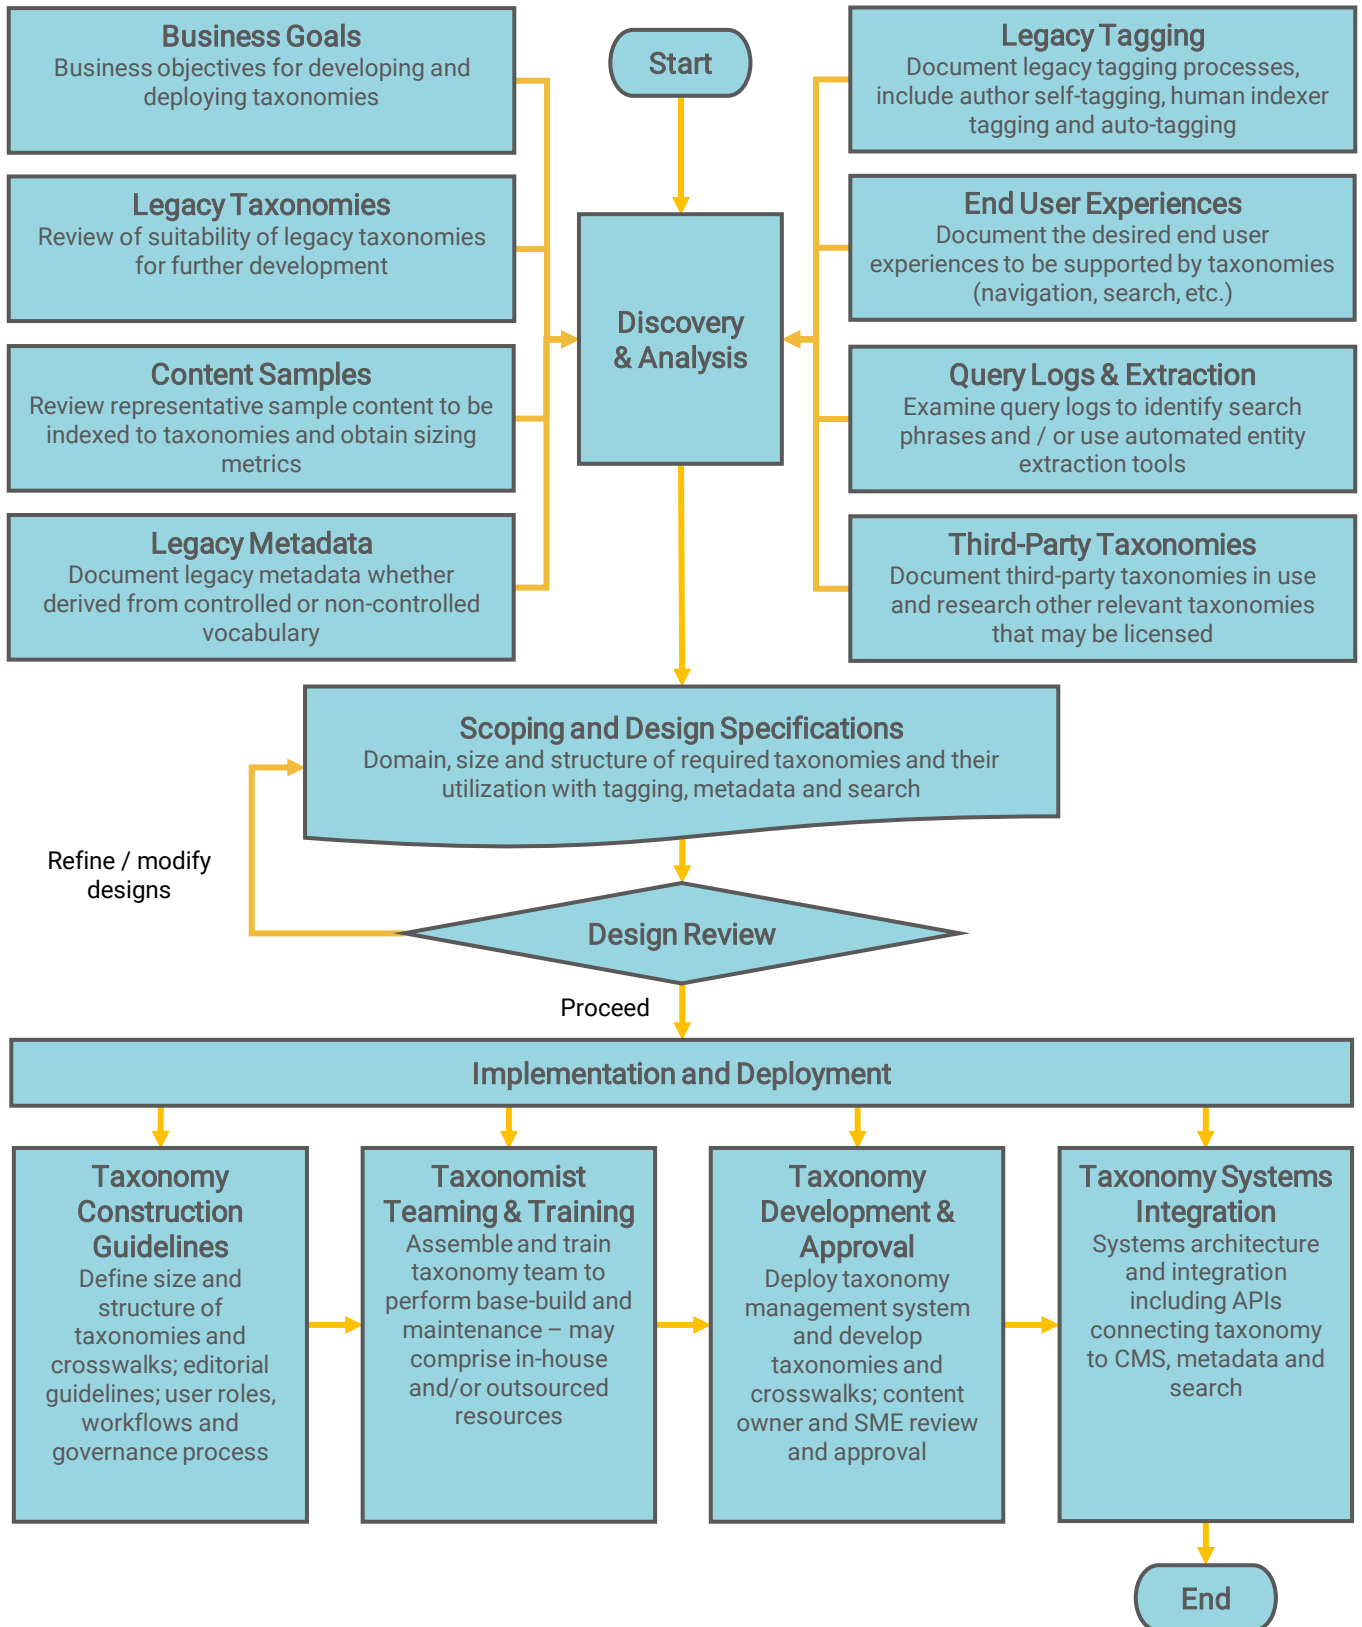 Business Goals
Business objectives for developing and
deploying taxonomies
Start
Legacy Tagging
Document legacy tagging processes,
include author self-tagging, human indexer
tagging and auto-tagging
Legacy Taxonomies
Review of suitability of legacy taxonomies
for further development
End User Experiences
Document the desired end user
experiences to be supported by taxonomies
(navigation, search, etc.)
Discovery
& Analysis
Content Samples
Review representative sample content to be
indexed to taxonomies and obtain sizing
metrics
Query Logs & Extraction
Examine query logs to identify search
phrases and / or use automated entity
extraction tools
Legacy Metadata
Document legacy metadata whether
derived from controlled or non-controlled
vocabulary
Third-Party Taxonomies
Document third-party taxonomies in use
and research other relevant taxonomies
that may be licensed
Scoping and Design Specifications
Domain, size and structure of required taxonomies and their
utilization with tagging, metadata and search
Refine / modify
designs
Design Review
Proceed
Implementation and Deployment
Taxonomy
Construction
Guidelines
Define size and
structure of
taxonomies and
crosswalks; editorial
guidelines; user roles,
workflows and
governance process
Taxonomist
Teaming & Training
Assemble and train
taxonomy team to
perform base-build and
maintenance – may
comprise in-house
and/or outsourced
resources
Taxonomy
Development &
Approval
Deploy taxonomy
management system
and develop
taxonomies and
crosswalks; content
owner and SME review
and approval
Taxonomy Systems
Integration
Systems architecture
and integration
including APIs
connecting taxonomy
to CMS, metadata and
search
End